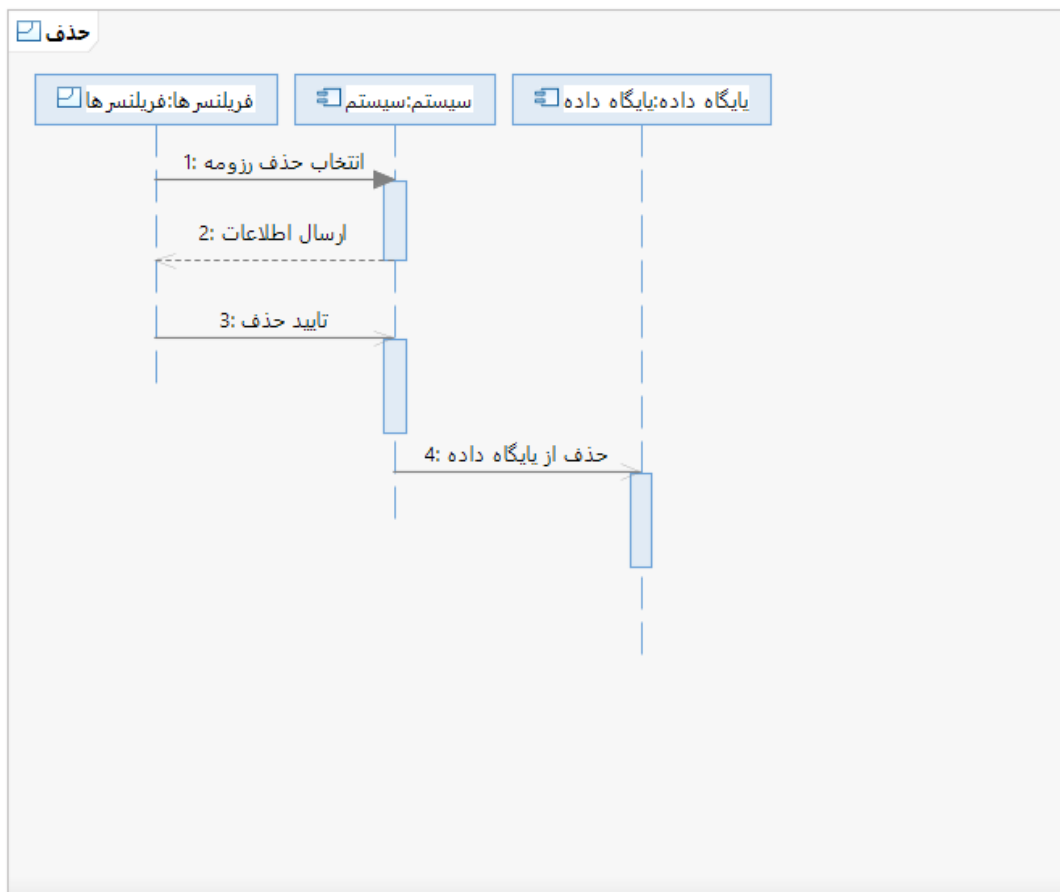 حذف
فریلنسرها:فریلنسرها
سیستم:سیستم
پایگاه داده:پایگاه داده
1: انتخاب حذف رزومه
2: ارسال اطلاعات
3: تایید حذف
4: حذف از پایگاه داده